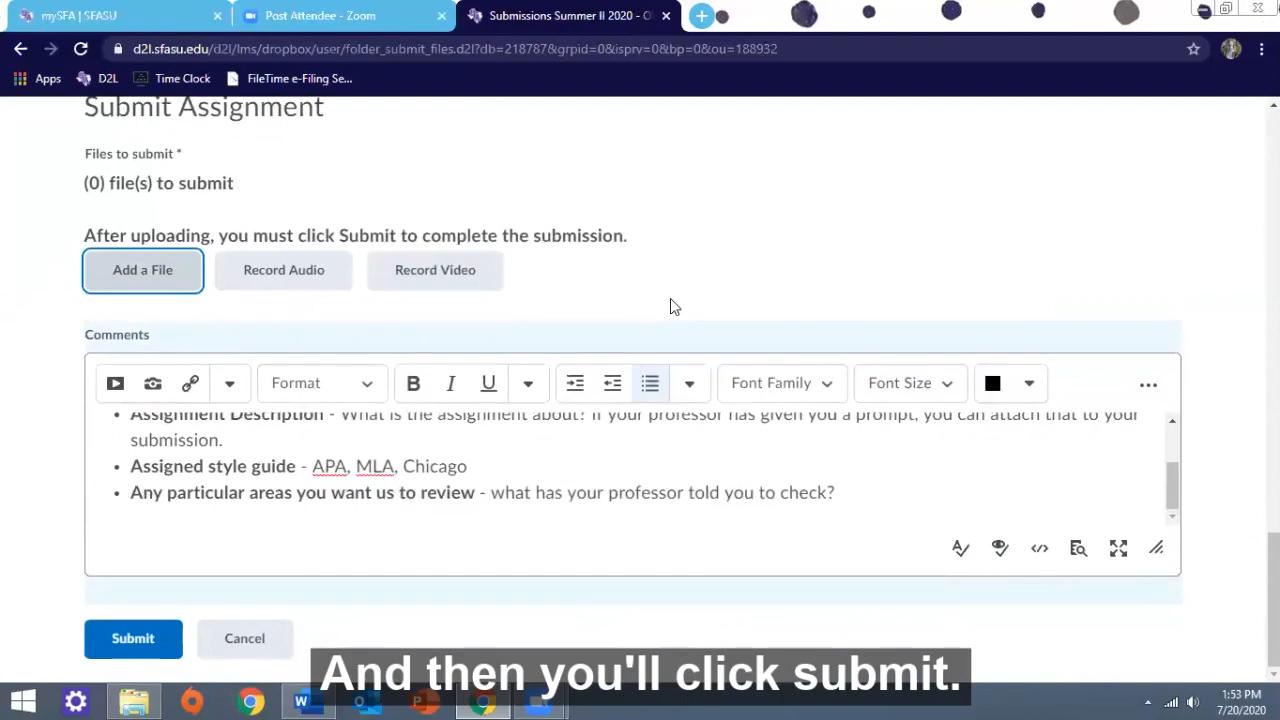 mySFA | SFASU
Post Attendee - Zoom
Submissions Summer II 2020 - O
d2l.sfasu.edu/d2l/lms/dropbox/user/folder_submit_files.d2l?db=218787&grpid=0&isprv=0&bp=0&ou=188932
Apps D2L Time Clock FileTime e-Filing Se...
Submit Assignment
Files to submit *
(0) file(s) to submit
After uploading, you must click Submit to complete the submission.
Add a File Record Audio Record Video
Comments
Format B I U Font Family Font Size
Assignment Description - What is the assignment about? If your professor has given you a prompt, you can attach that to your
submission.
Assigned style guide - APA, MLA, Chicago
Any particular areas you want us to review - what has your professor told you to check?
Submit Cancel
And then you'll click submit.
1:53 PM
7/20/2020